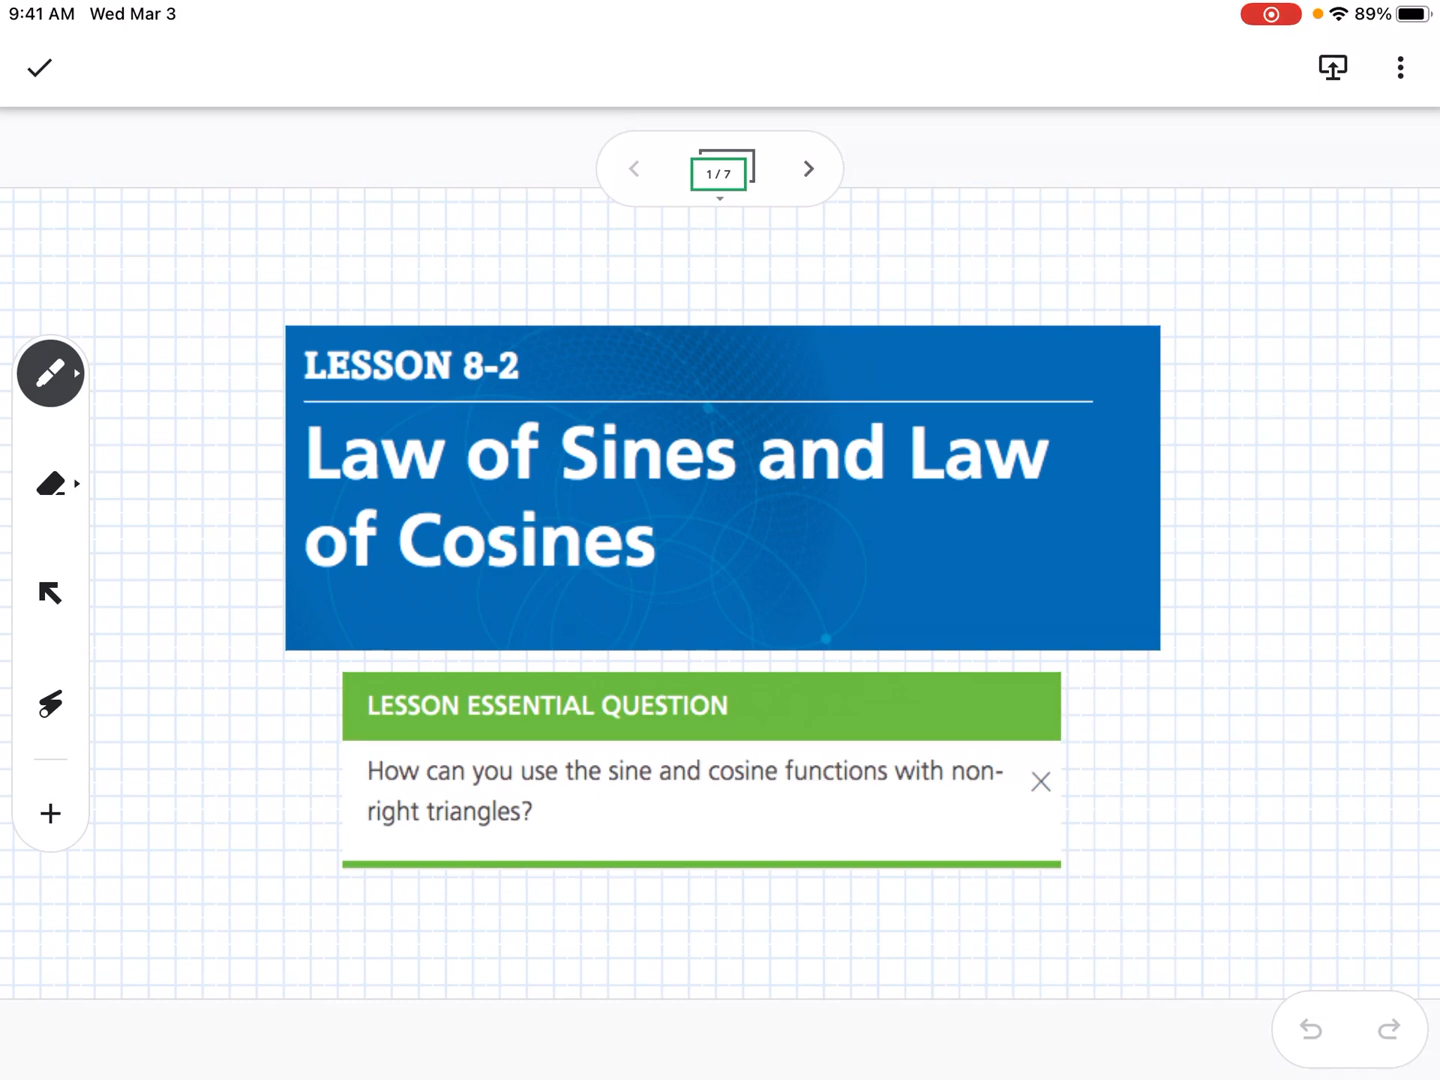 9:41 AM Wed Mar 3
89%
1 / 7
LESSON 8-2
Law of Sines and Law
of Cosines
LESSON ESSENTIAL QUESTION
How can you use the sine and cosine functions with non-
right triangles?